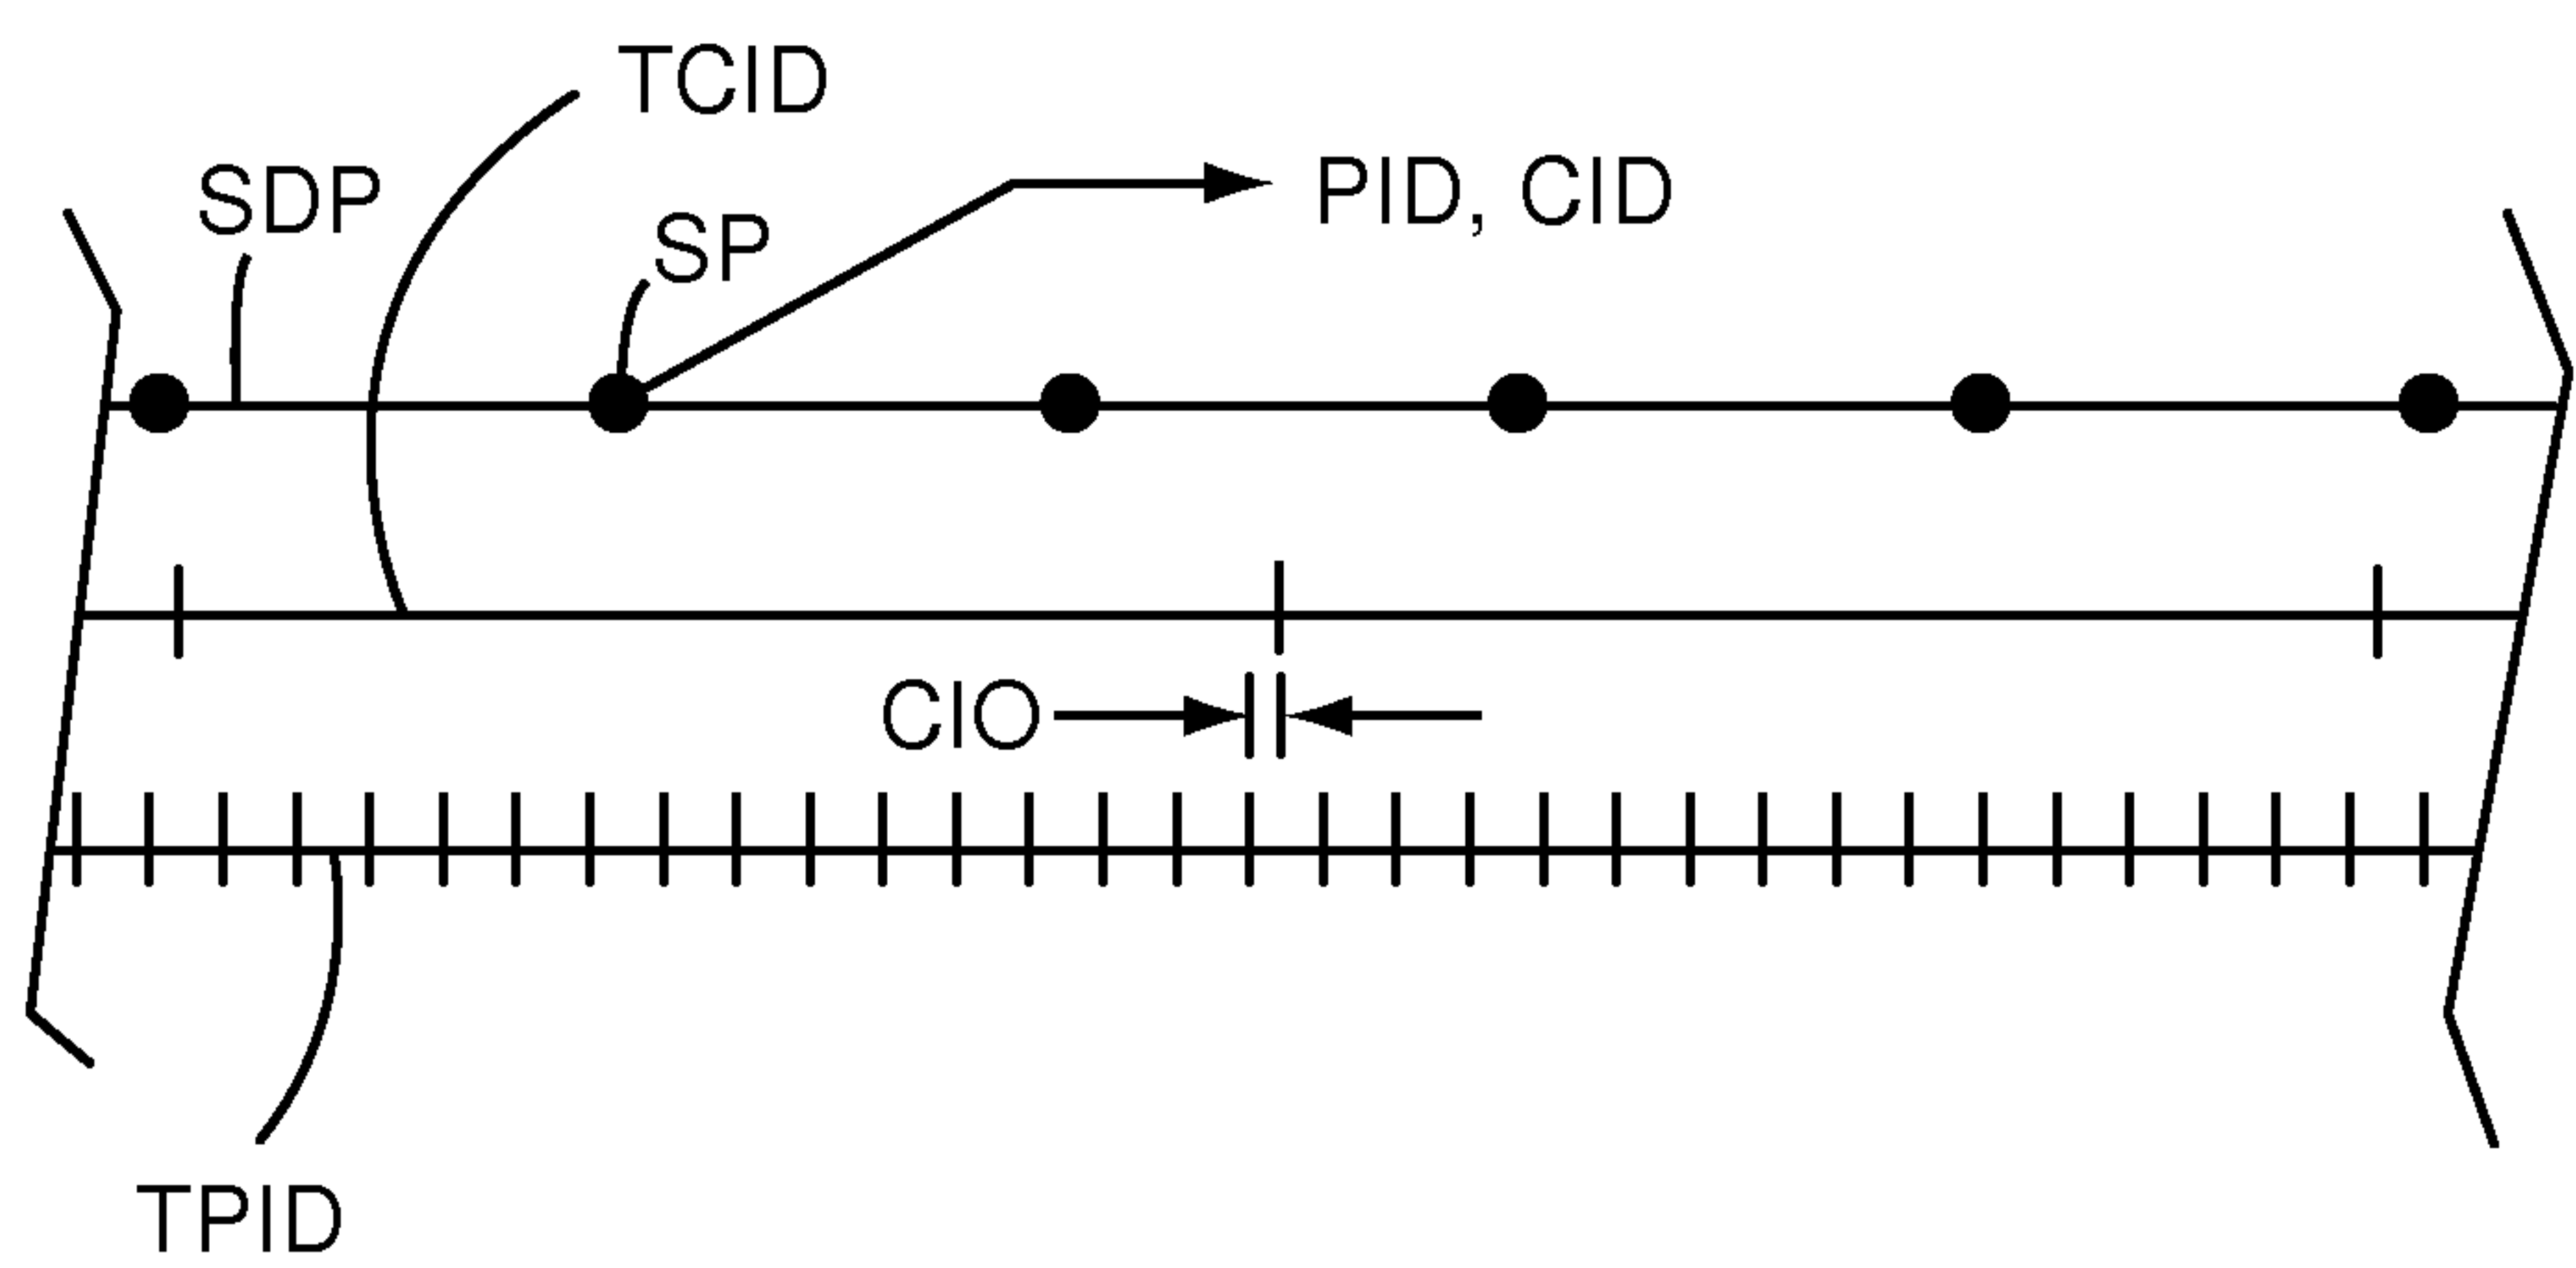 TCID
SDP
SP
PID, CID
CIO
TPID